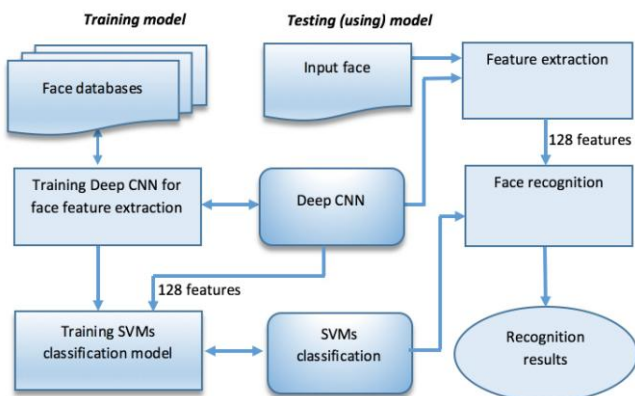 Training model
Testing (using) model
Face databases
Input face
Feature extraction
128 features
Training Deep CNN for
face feature extraction
Deep CNN
Face recognition
128 features
Training SVMs
classification model
SVMs
classification
Recognition
results